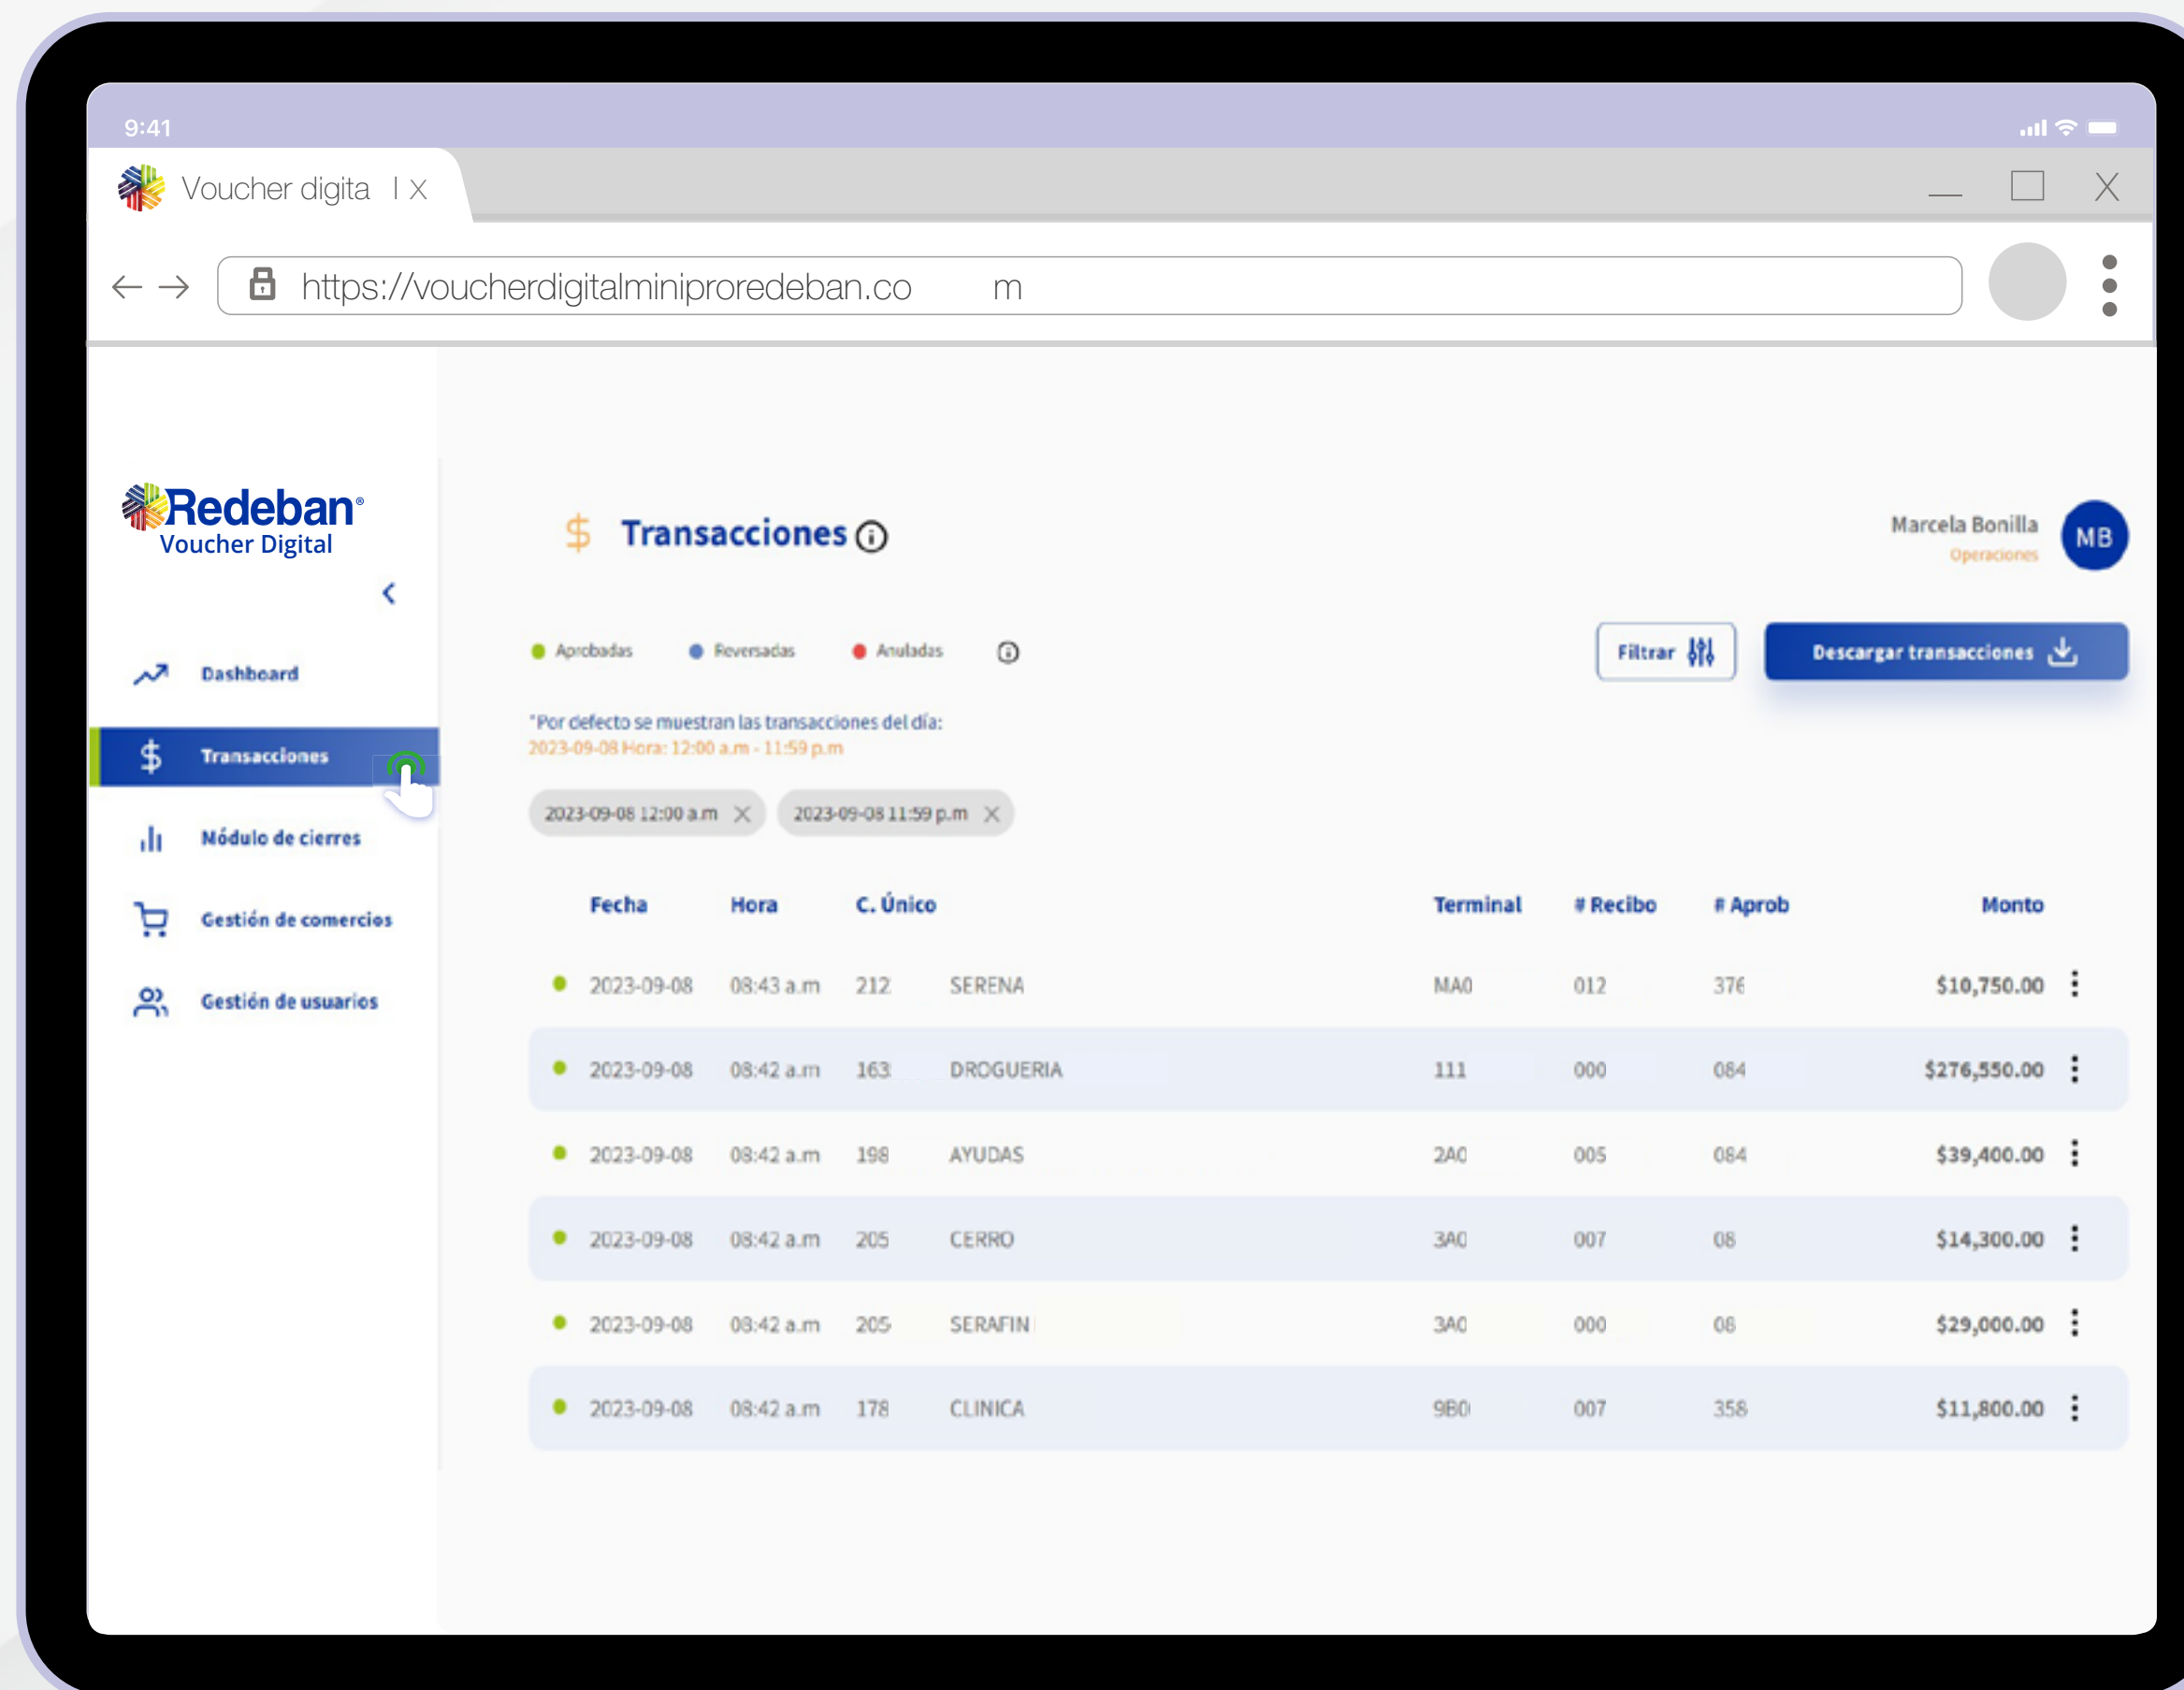 9:41
Voucher digita l X
X
https://voucherdigitalminiproredeban.co m
Redeban®
Voucher Digital
Dashboard
$ Transacciones
Módulo de cierres
Gestión de comercios
Gestión de usuarios
$ Transacciones
Marcela Bonilla
Operaciones
MB
Aprobadas Reversadas Anuladas
Filtrar
Descargar transacciones
*Por defecto se muestran las transacciones del día:
2023-09-08 Hora: 12:00 a.m - 11:59 p.m
2023-09-08 12:00 a.m X 2023-09-08 11:59 p.m X
Fecha Hora C. Único Terminal # Recibo # Aprob Monto
2023-09-08 08:43 a.m 212 SERENA MA0 012 376 $10,750.00
2023-09-08 08:42 a.m 163 DROGUERIA 111 000 084 $276,550.00
2023-09-08 08:42 a.m 198 AYUDAS 2A0 005 084 $39,400.00
2023-09-08 08:42 a.m 205 CERRO 3A0 007 08 $14,300.00
2023-09-08 08:42 a.m 205 SERAFIN 3A0 000 08 $29,000.00
2023-09-08 08:42 a.m 178 CLINICA 9B0 007 358 $11,800.00